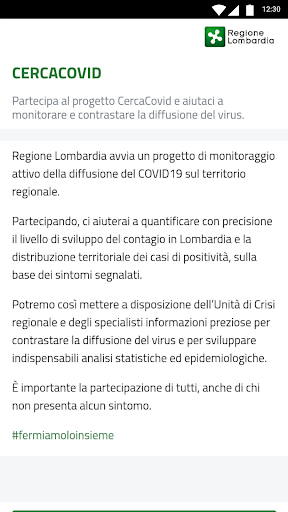 12:30
Regione
Lombardia
CERCACOVID
Partecipa al progetto CercaCovid e aiutaci a
monitorare e contrastare la diffusione del virus.
Regione Lombardia avvia un progetto di monitoraggio
attivo della diffusione del COVID19 sul territorio
regionale.
Partecipando, ci aiuterai a quantificare con precisione
il livello di sviluppo del contagio in Lombardia e la
distribuzione territoriale dei casi di positività, sulla
base dei sintomi segnalati.
Potremo così mettere a disposizione dell'Unità di Crisi
regionale e degli specialisti informazioni preziose per
contrastare la diffusione del virus e per sviluppare
indispensabili analisi statistiche ed epidemiologiche.
È importante la partecipazione di tutti, anche di chi
non presenta alcun sintomo.
#fermiamoloinsieme